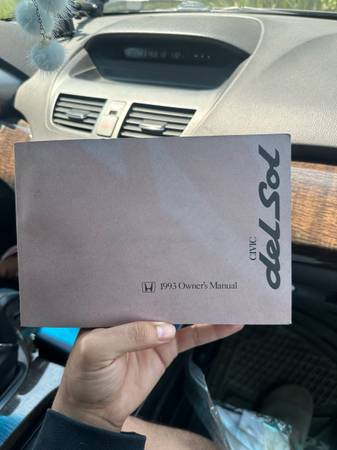 CIVIC
del Sol
1993 Owner's Manual